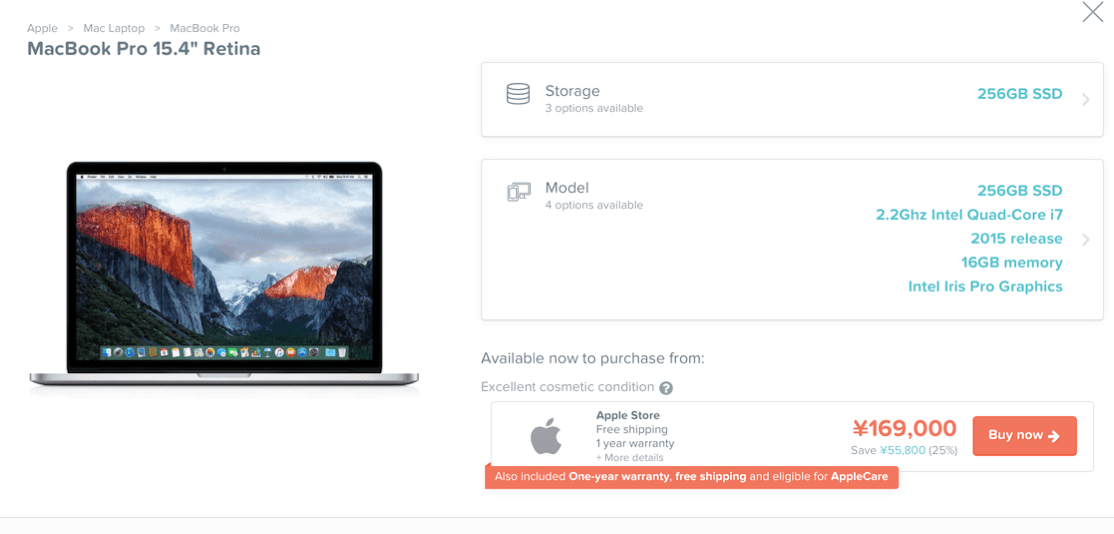 Apple > Mac Laptop > MacBook Pro
MacBook Pro 15.4" Retina
Storage
3 options available
256GB SSD
Model
4 options available
256GB SSD
2.2Ghz Intel Quad-Core i7
2015 release
16GB memory
Intel Iris Pro Graphics
Available now to purchase from:
Excellent cosmetic condition ?
Apple Store
Free shipping
1 year warranty
+ More details
¥169,000
Save ¥55,800 (25%)
Buy now →
Also included One-year warranty, free shipping and eligible for AppleCare